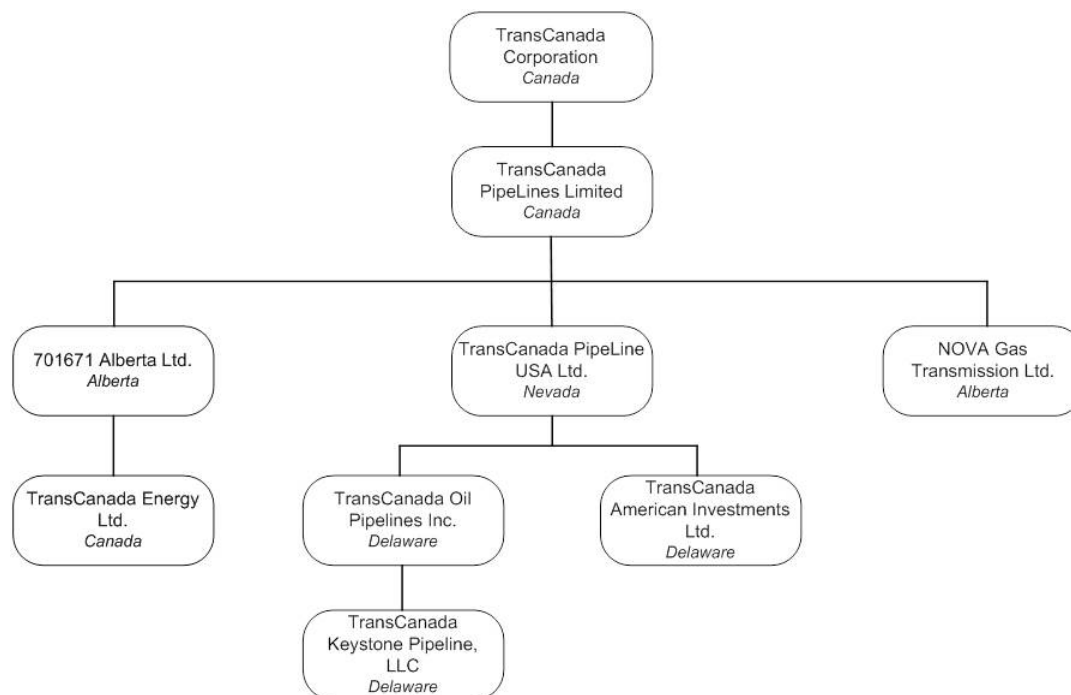 TransCanada
Corporation
Canada
TransCanada
PipeLines Limited
Canada
701671 Alberta Ltd.
Alberta
TransCanada PipeLine
USA Ltd.
Nevada
NOVA Gas
Transmission Ltd.
Alberta
TransCanada Energy
Ltd.
Canada
TransCanada Oil
Pipelines Inc.
Delaware
TransCanada
American Investments
Ltd.
Delaware
TransCanada
Keystone Pipeline,
LLC
Delaware